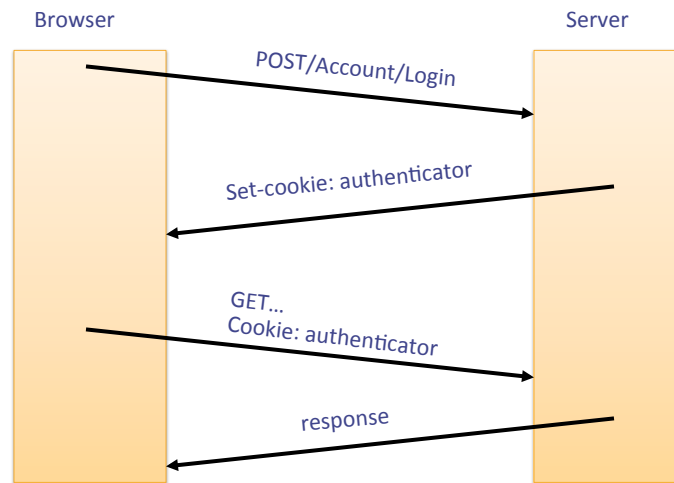 Browser
Server
POST/Account/Login
Set-cookie: authenticator
GET...
Cookie: authenticator
response